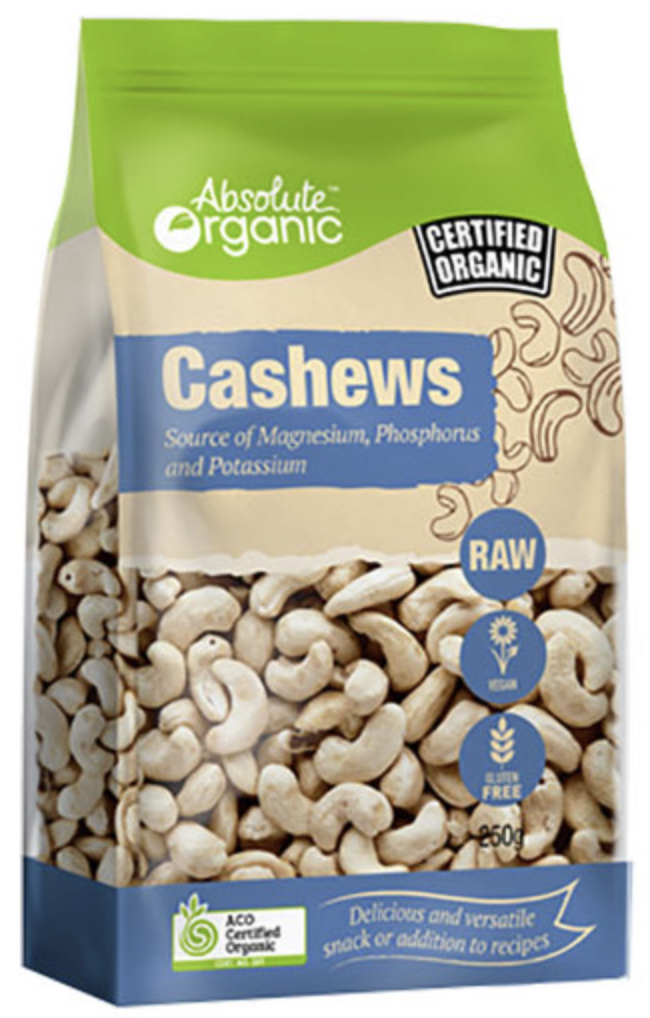 Absolute™
Organic
CERTIFIED
ORGANIC
Cashews
Source of Magnesium, Phosphorus
and Potassium
RAW
VEGAN
GLUTEN
FREE
250g
ACO
Certified
Organic
Delicious and versatile
snack or addition to recipes